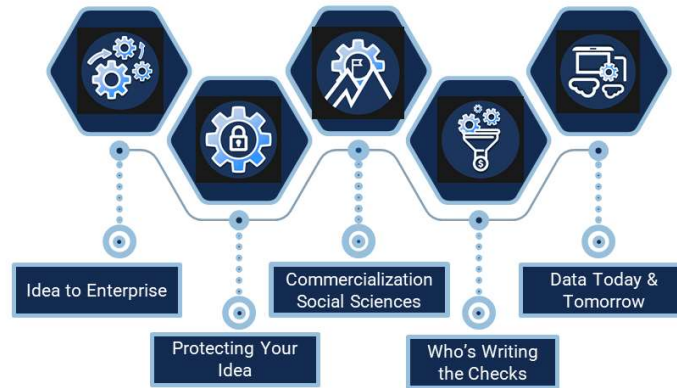 Idea to Enterprise
Protecting Your
Idea
Commercialization
Social Sciences
Who's Writing
the Checks
Data Today &
Tomorrow
$